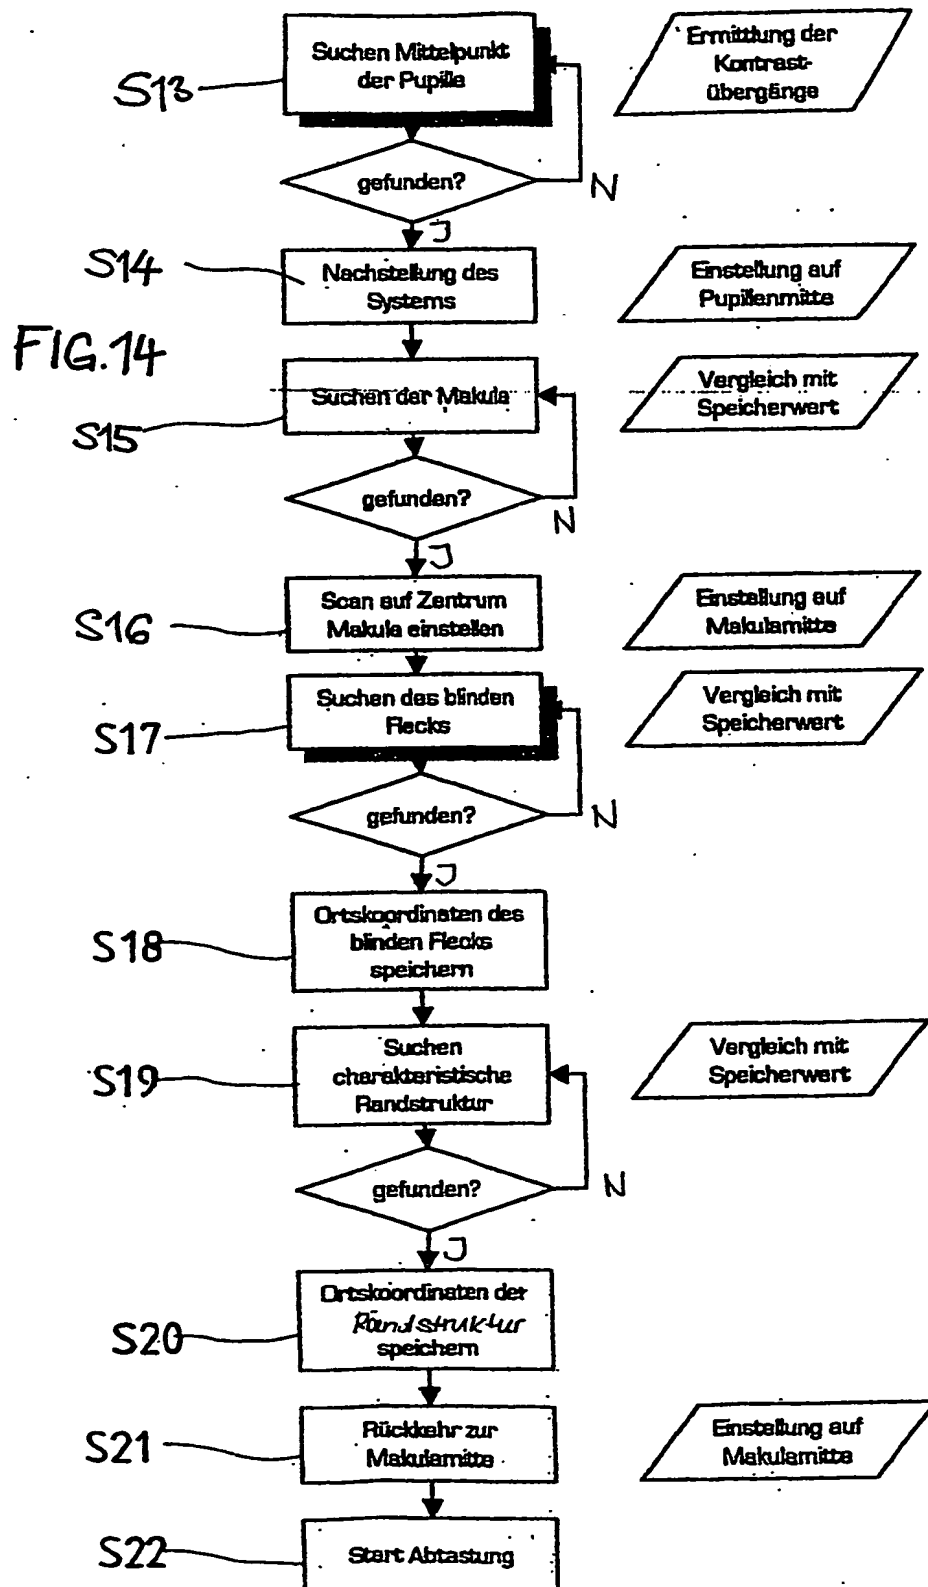 Suchen Mittelpunkt
der Pupille
Ermittlung der
Kontrast-
übergänge
S13
gefunden?
N
J
S14
Nachstellung des
Systems
Einstellung auf
Pupillenmitte
FIG.14
Suchen der Makula
Vergleich mit
Speicherwert
S15
gefunden?
N
J
S16
Scan auf Zentrum
Makula einstellen
Einstellung auf
Makulamitte
S17
Suchen des blinden
Flecks
Vergleich mit
Speicherwert
gefunden?
N
J
S18
Ortskoordinaten des
blinden Flecks
speichern
S19
Suchen
charakteristische
Randstruktur
Vergleich mit
Speicherwert
gefunden?
N
J
S20
Ortskoordinaten der
Randstruktur
speichern
S21
Rückkehr zur
Makulamitte
Einstellung auf
Makulamitte
S22
Start Abtastung